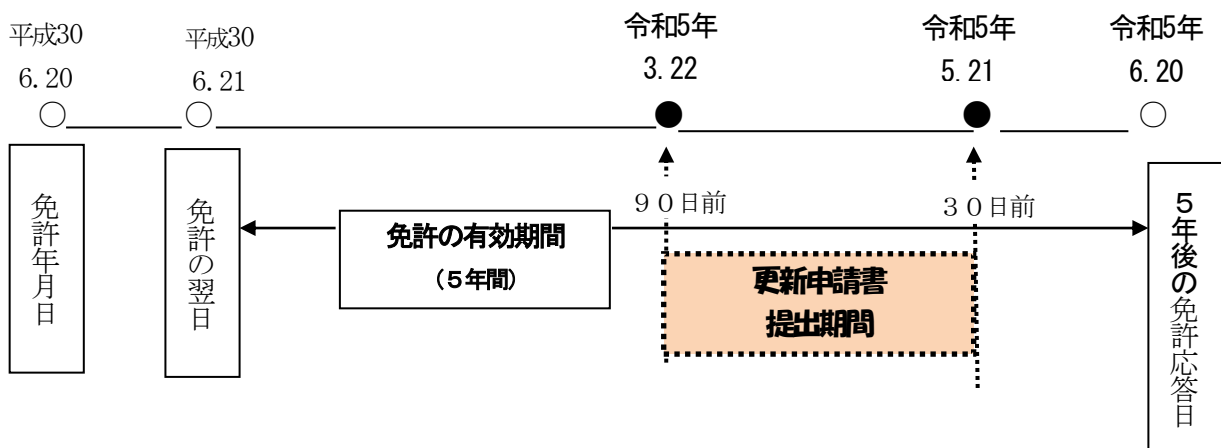 平成30
6.20
平成30
6.21
令和5年
3.22
令和5年
5.21
令和5年
6.20
免許年月日
免許の翌日
免許の有効期間
(5年間)
90日前
30日前
更新申請書
提出期間
5年後の免許応答日